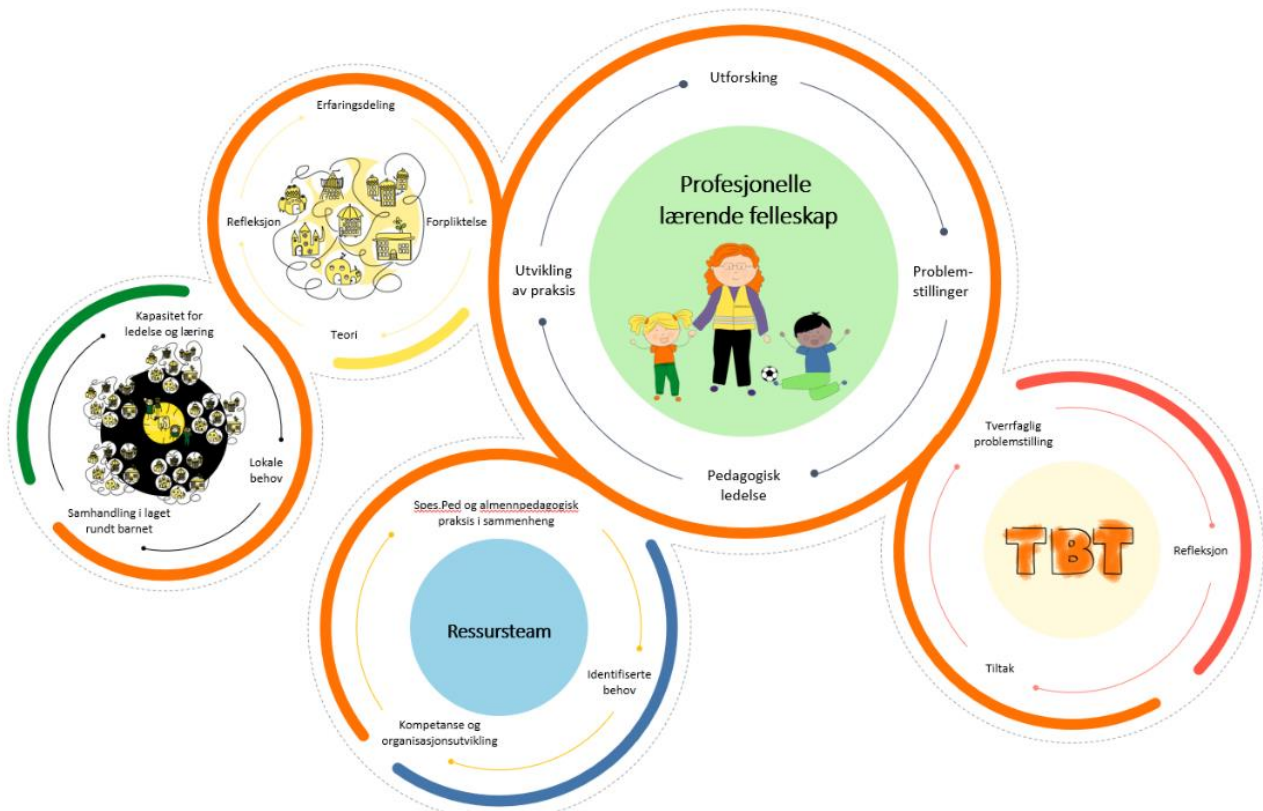 Utforsking
Profesjonelle
lærende felleskap
Problem-
stillinger
Pedagogisk
ledelse
Utvikling
av praksis
Erfaringsdeling
Forpliktelse
Teori
Refleksjon
Kapasitet for
ledelse og læring
Lokale
behov
Samhandling i laget
rundt barnet
Spes.Ped og almennpedagogisk
praksis i sammenheng
Ressursteam
Identifiserte
behov
Kompetanse og
organisasjonsutvikling
Tverrfaglig
problemstilling
TBT
Refleksjon
Tiltak